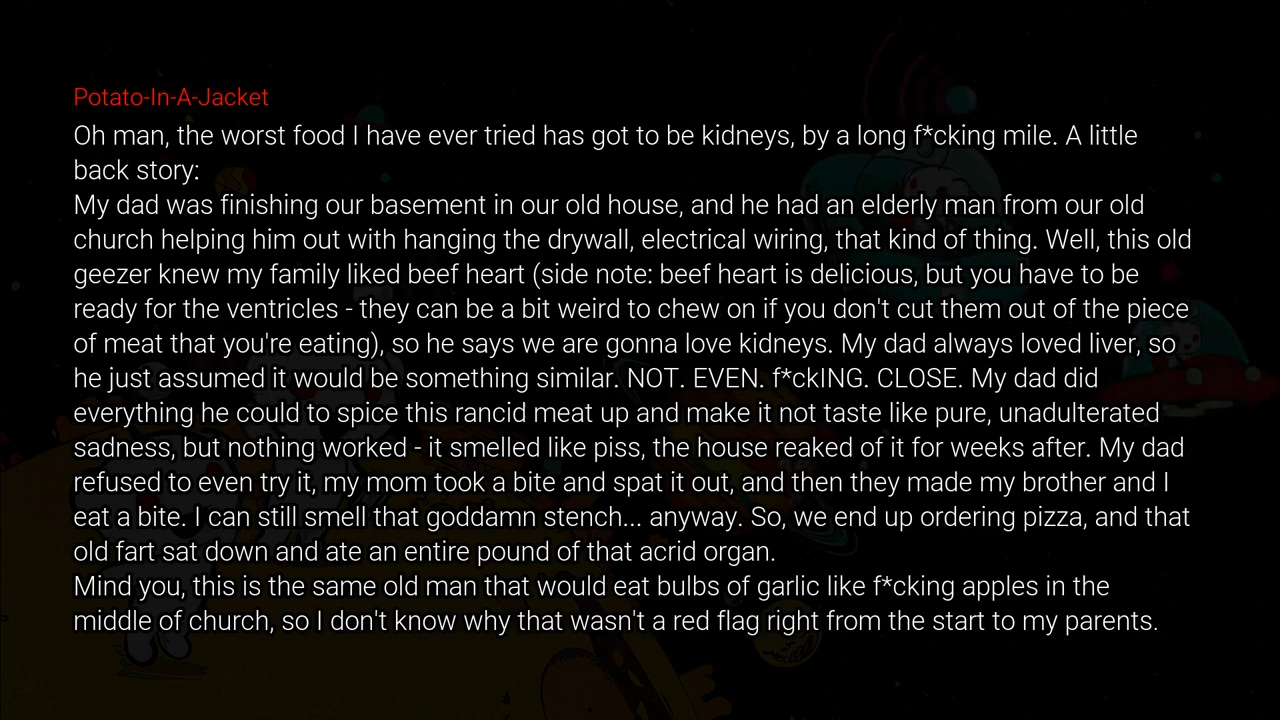 Potato-In-A-Jacket
Oh man, the worst food I have ever tried has got to be kidneys, by a long f*cking mile. A little
back story:
My dad was finishing our basement in our old house, and he had an elderly man from our old
church helping him out with hanging the drywall, electrical wiring, that kind of thing. Well, this old
geezer knew my family liked beef heart (side note: beef heart is delicious, but you have to be
ready for the ventricles - they can be a bit weird to chew on if you don't cut them out of the piece
of meat that you're eating), so he says we are gonna love kidneys. My dad always loved liver, so
he just assumed it would be something similar. NOT. EVEN. f*ckING. CLOSE. My dad did
everything he could to spice this rancid meat up and make it not taste like pure, unadulterated
sadness, but nothing worked - it smelled like piss, the house reaked of it for weeks after. My dad
refused to even try it, my mom took a bite and spat it out, and then they made my brother and I
eat a bite. I can still smell that goddamn stench... anyway. So, we end up ordering pizza, and that
old fart sat down and ate an entire pound of that acrid organ.
Mind you, this is the same old man that would eat bulbs of garlic like f*cking apples in the
middle of church, so I don't know why that wasn't a red flag right from the start to my parents.